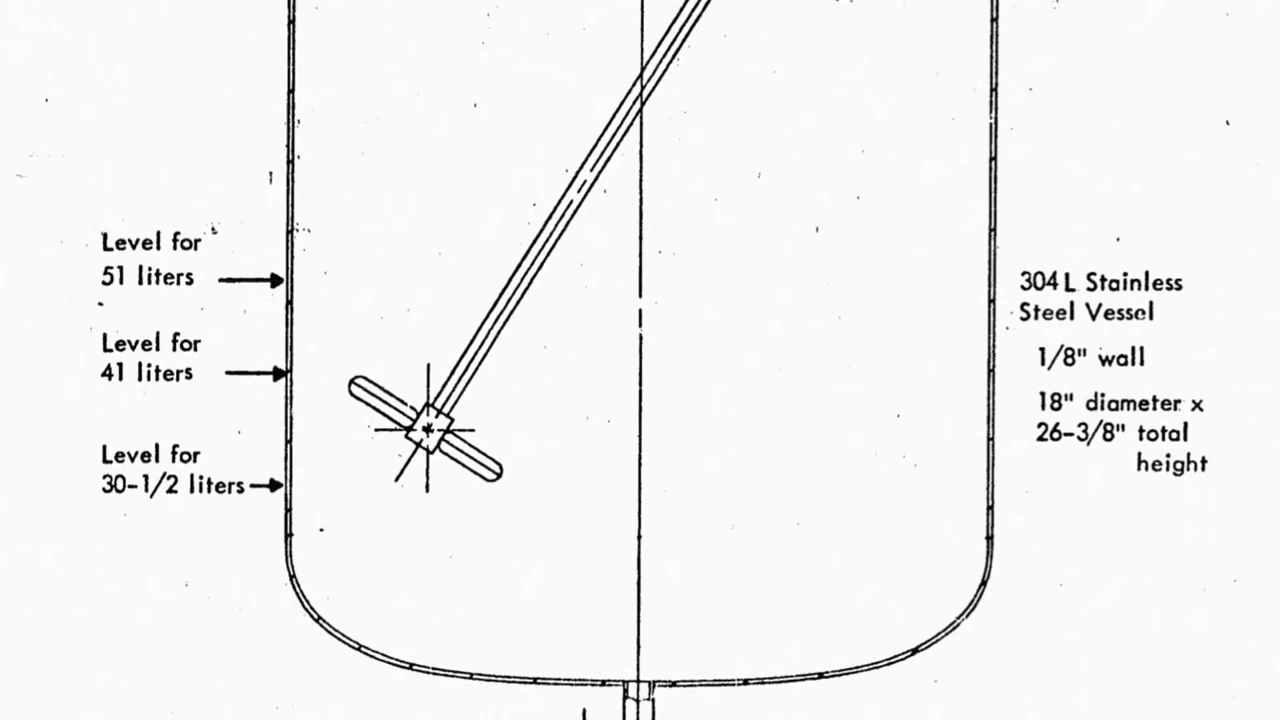 Level for
51 liters
Level for
41 liters
Level for
30-1/2 liters
304 L Stainless
Steel Vessel
1/8" wall
18" diameter x
26-3/8" total
height